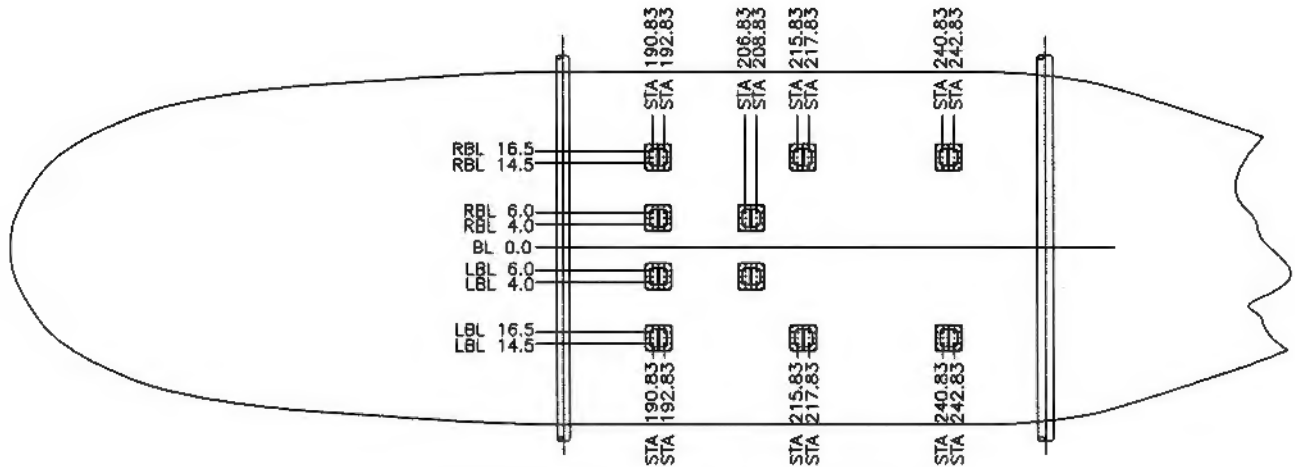 STA 190.83
STA 192.83
STA 206.83
STA 208.83
STA 215.83
STA 217.83
STA 240.83
STA 242.83
RBL 16.5
RBL 14.5
RBL 6.0
RBL 4.0
BL 0.0
LBL 6.0
LBL 4.0
LBL 16.5
LBL 14.5
STA 190.83
STA 192.83
STA 215.83
STA 217.83
STA 240.83
STA 242.83